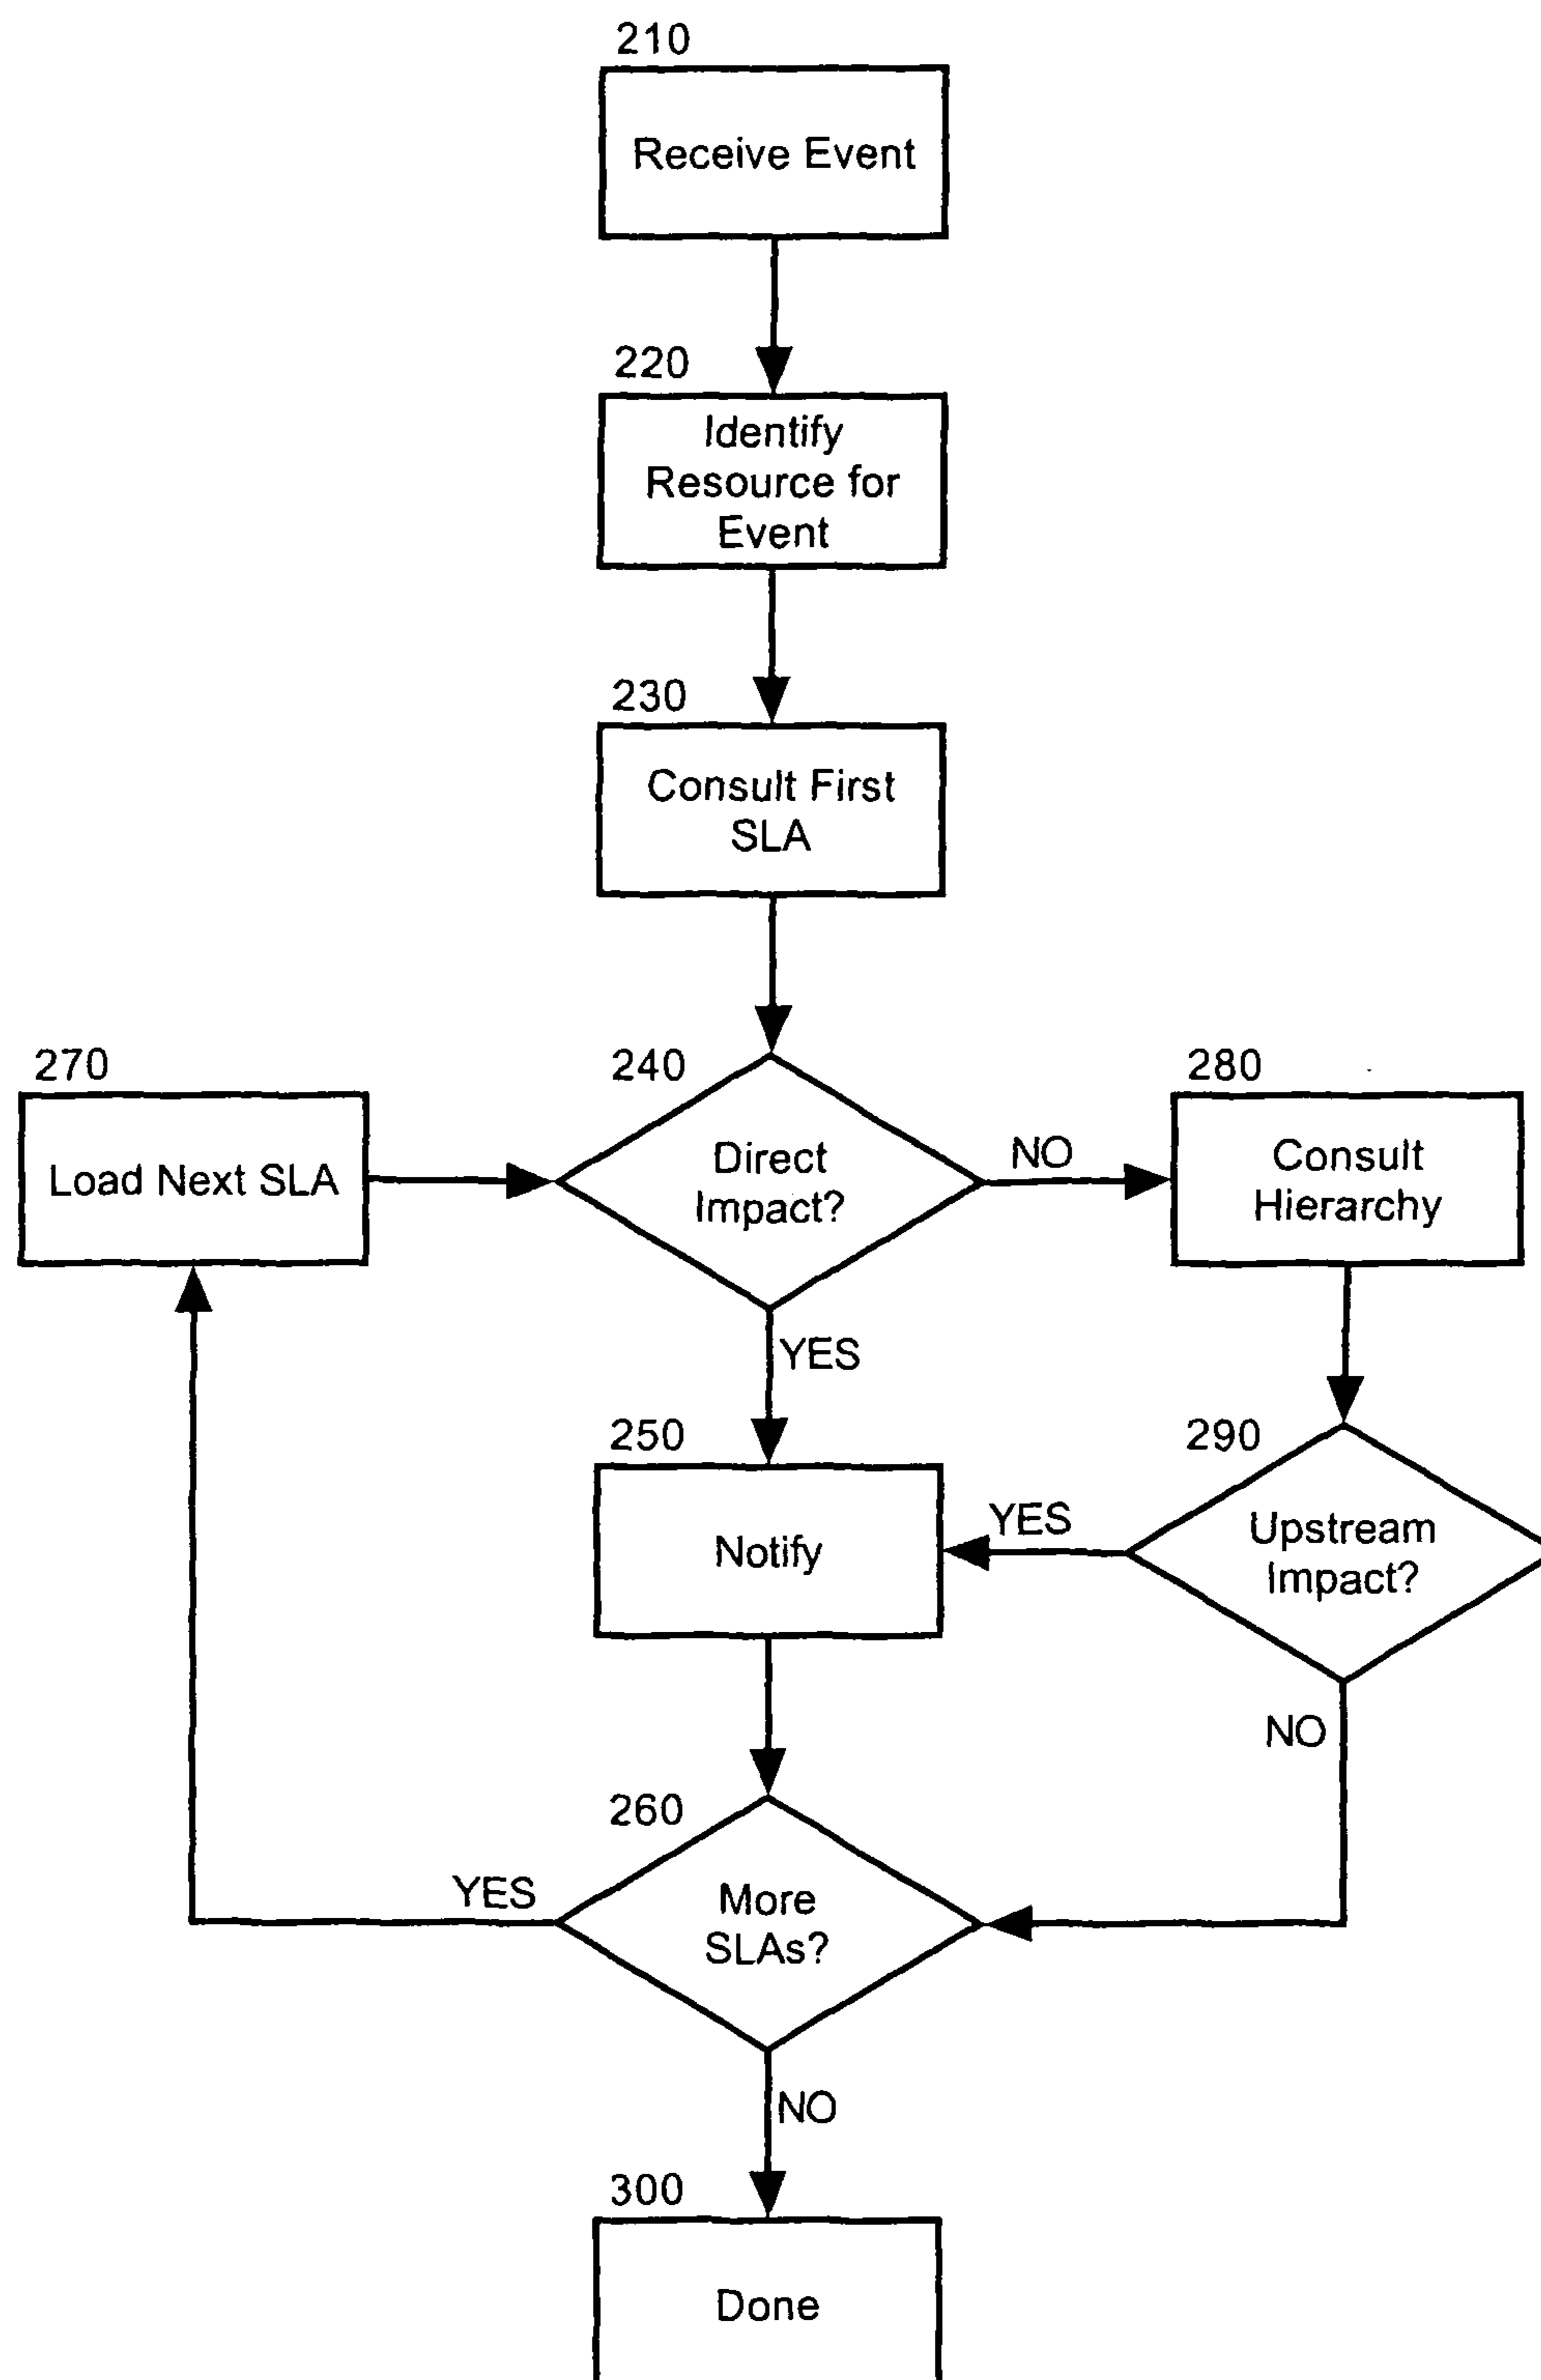 210
Receive Event
220
Identify
Resource for
Event
230
Consult First
SLA
270
Load Next SLA
240
Direct
Impact?
NO
280
Consult
Hierarchy
YES
250
Notify
YES
290
Upstream
Impact?
NO
260
More
SLAs?
YES
NO
300
Done